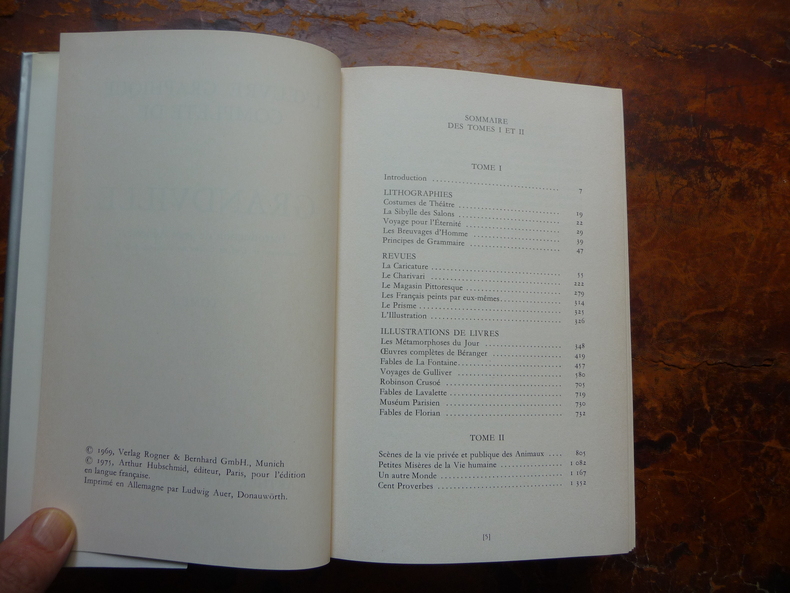 © 1969, Verlag Rogner & Bernhard GmbH., Munich
© 1975, Arthur Hubschmid, éditeur, Paris, pour l'édition
en langue française.
Imprimé en Allemagne par Ludwig Auer, Donauwörth.
SOMMAIRE
DES TOMES I ET II
TOME I
Introduction 7
LITHOGRAPHIES
Costumes de Théâtre 19
La Sibylle des Salons 22
Voyage pour l'Éternité 29
Les Breuvages d'Homme 39
Principes de Grammaire 47
REVUES
La Caricature 55
Le Charivari 222
Le Magasin Pittoresque 279
Les Français peints par eux-mêmes 314
Le Prisme 325
L'Illustration 326
ILLUSTRATIONS DE LIVRES
Les Métamorphoses du Jour 348
Œuvres complètes de Béranger 419
Fables de La Fontaine 457
Voyages de Gulliver 580
Robinson Crusoé 705
Fables de Lavalette 719
Muséum Parisien 730
Fables de Florian 732
TOME II
Scènes de la vie privée et publique des Animaux 805
Petites Misères de la Vie humaine 1 082
Un autre Monde 1 167
Cent Proverbes 1 332
[5]